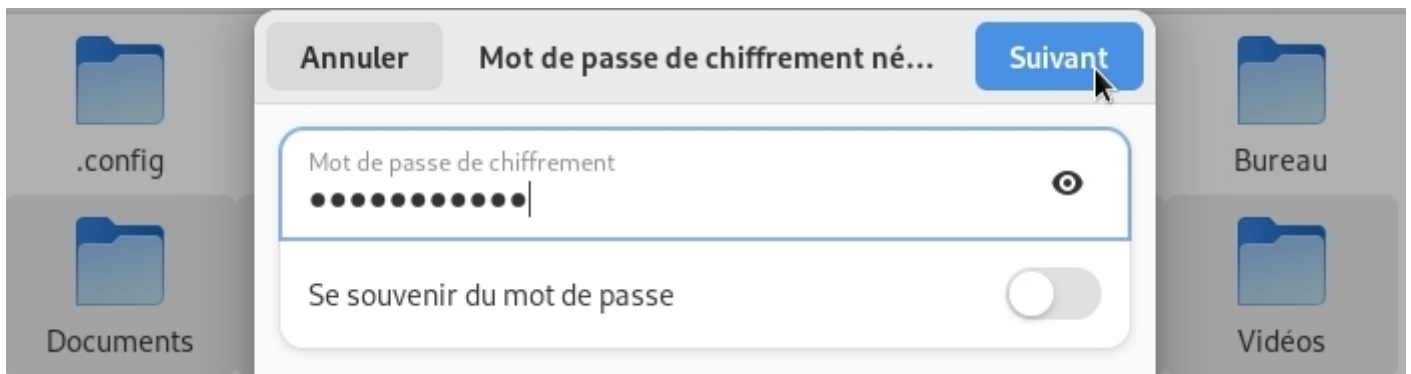 Annuler
Mot de passe de chiffrement né...
Suivant
.config
Mot de passe de chiffrement
●●●●●●●●●●●
Bureau
Se souvenir du mot de passe
Documents
Vidéos